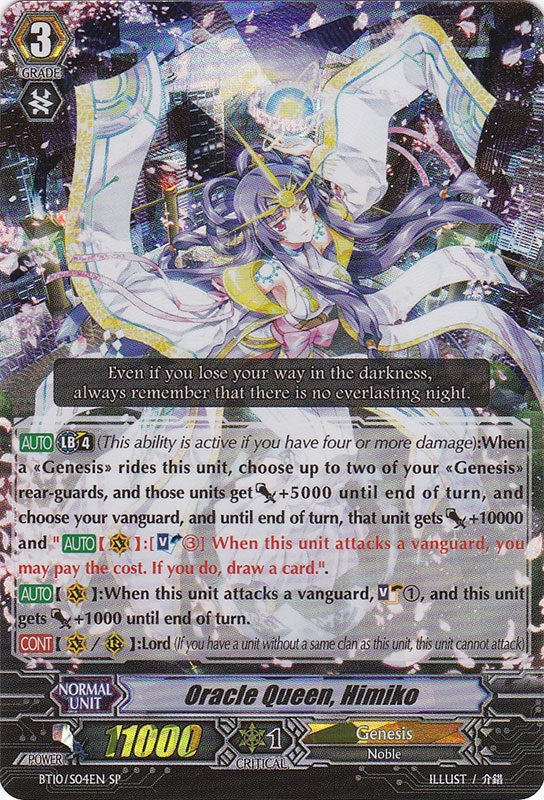 3
GRADE
Even if you lose your way in the darkness,
always remember that there is no everlasting night.
AUTO LB 4 (This ability is active if you have four or more damage):When
a «Genesis» rides this unit, choose up to two of your «Genesis»
rear-guards, and those units get +5000 until end of turn, and
choose your vanguard, and until end of turn, that unit gets +10000
and "AUTO【V】:[V③] When this unit attacks a vanguard, you
may pay the cost. If you do, draw a card.".
AUTO【V】:When this unit attacks a vanguard, V①, and this unit
gets +1000 until end of turn.
CONT【V/R】:Lord (If you have a unit without a same clan as this unit, this unit cannot attack)
NORMAL
UNIT
Oracle Queen, Himiko
POWER
11000
1
CRITICAL
Genesis
Noble
BT10/S04EN SP
ILLUST / 介錯